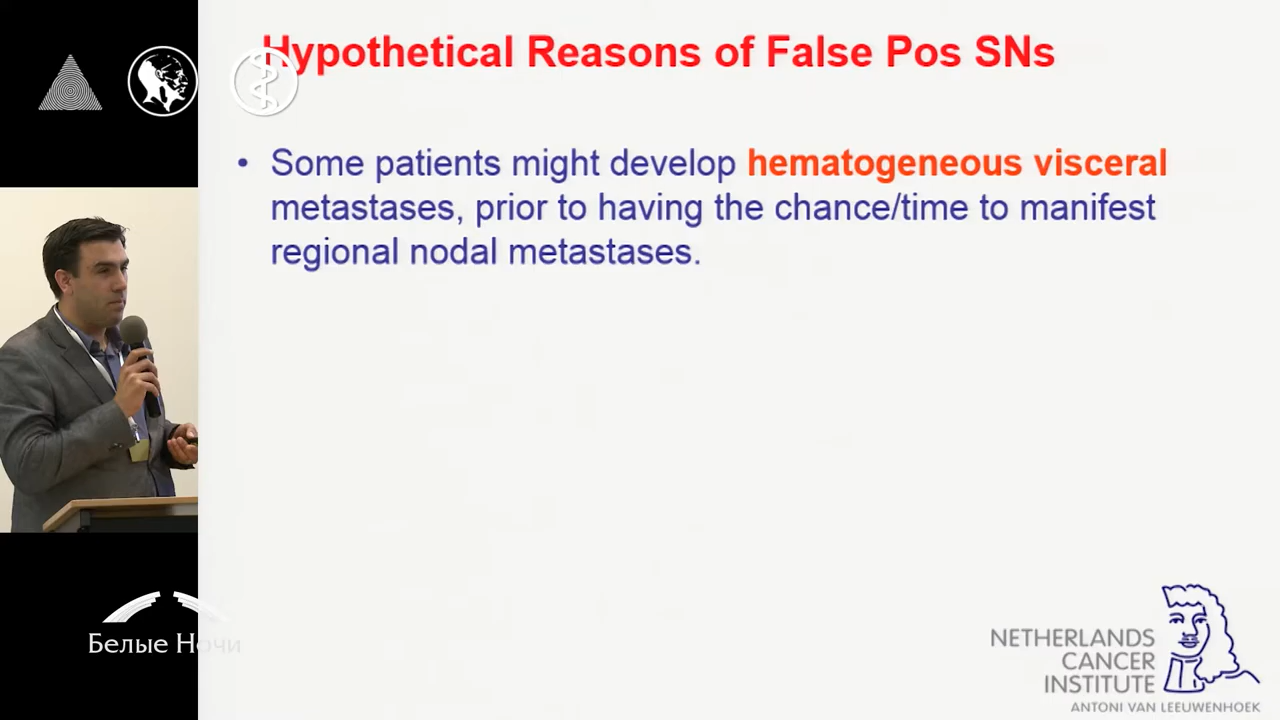 Hypothetical Reasons of False Pos SNs
• Some patients might develop hematogeneous visceral
metastases, prior to having the chance/time to manifest
regional nodal metastases.
Белые Ночи
NETHERLANDS
CANCER
INSTITUTE
ANTONI VAN LEEUWENHOEK